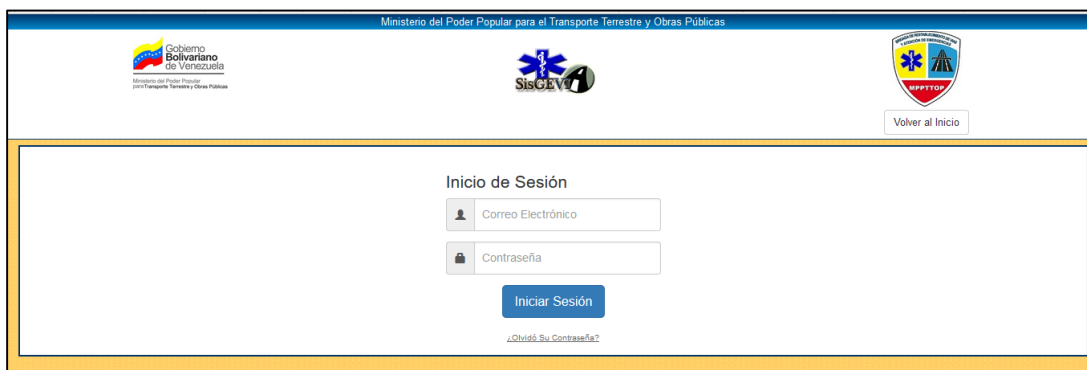 Ministerio del Poder Popular para el Transporte Terrestre y Obras Públicas
Gobierno
Bolivariano
de Venezuela
Ministerio del Poder Popular
para Transporte Terrestre y Obras Públicas
SisGEVIA
MPPTTOP
Volver al Inicio
Inicio de Sesión
Correo Electrónico
Contraseña
Iniciar Sesión
¿Olvidó Su Contraseña?